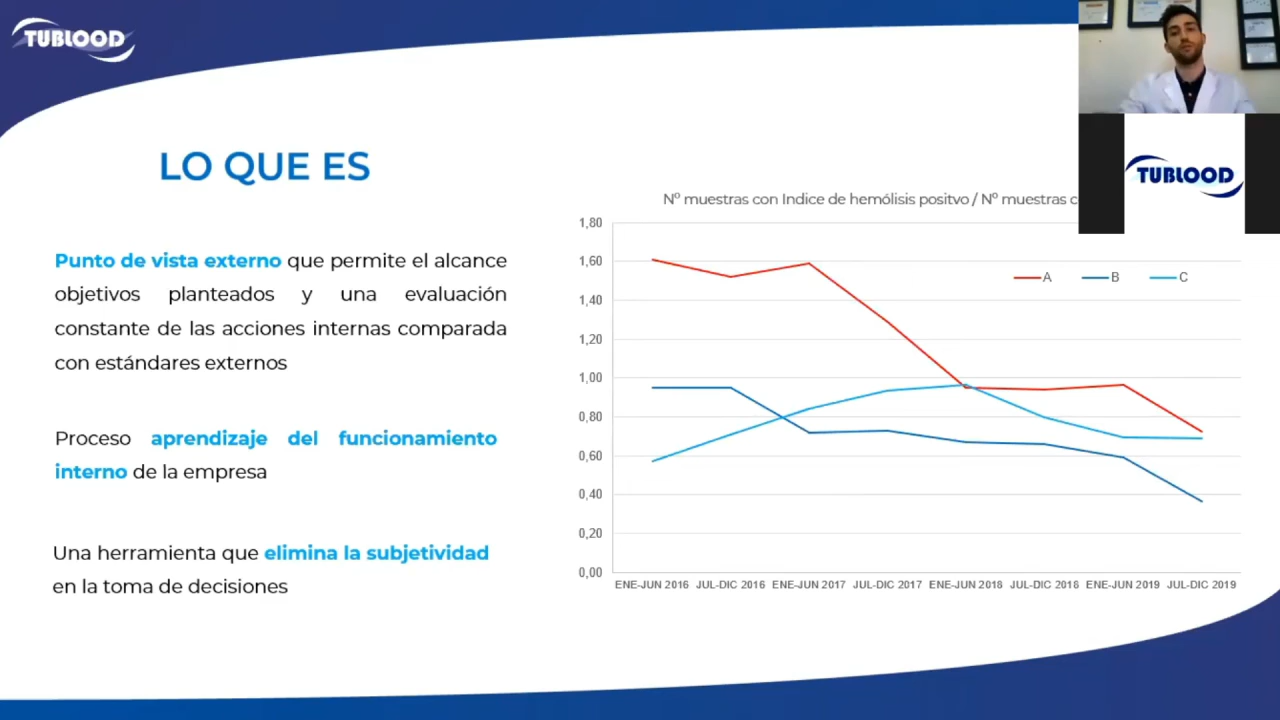 TUBLOOD
LO QUE ES
Punto de vista externo que permite el alcance
objetivos planteados y una evaluación
constante de las acciones internas comparada
con estándares externos
Proceso aprendizaje del funcionamiento
interno de la empresa
Una herramienta que elimina la subjetividad
en la toma de decisiones
TUBLOOD
Nº muestras con Indice de hemólisis positvo / Nº muestras
1,80
1,60
1,40
1,20
1,00
0,80
0,60
0,40
0,20
0,00
A B C
ENE-JUN 2016 JUL-DIC 2016 ENE-JUN 2017 JUL-DIC 2017 ENE-JUN 2018 JUL-DIC 2018 ENE-JUN 2019 JUL-DIC 2019